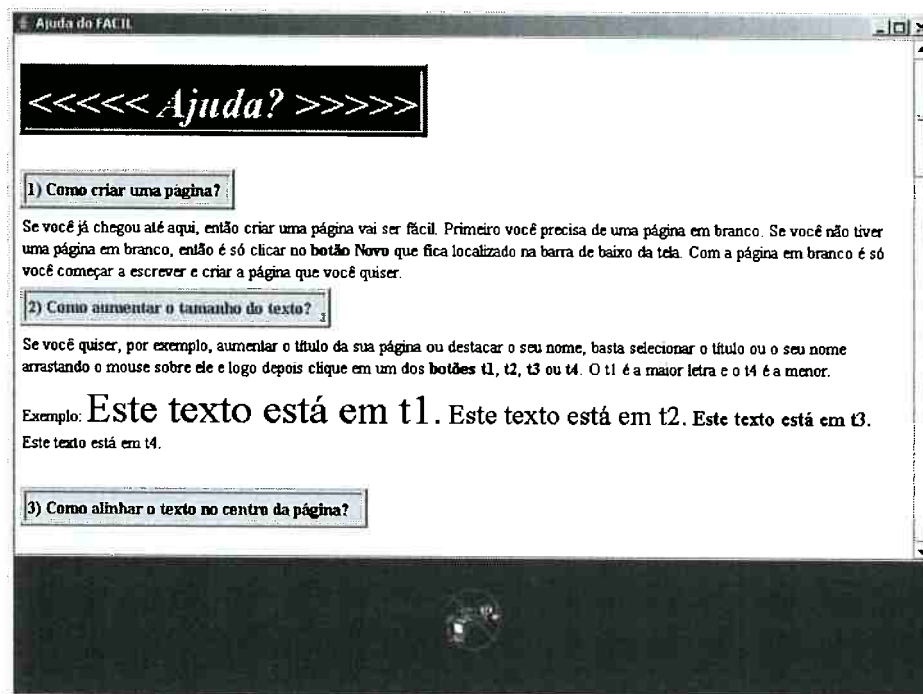 Ajuda do FACIL
<<<<< Ajuda? >>>>>
1) Como criar uma página?
Se você já chegou até aqui, então criar uma página vai ser fácil. Primeiro você precisa de uma página em branco. Se você não tiver
uma página em branco, então é só clicar no botão Novo que fica localizado na barra de baixo da tela. Com a página em branco é só
você começar a escrever e criar a página que você quiser.
2) Como aumentar o tamanho do texto?
Se você quiser, por exemplo, aumentar o título da sua página ou destacar o seu nome, basta selecionar o título ou o seu nome
arrastando o mouse sobre ele e logo depois clique em um dos botões t1, t2, t3 ou t4. O t1 é a maior letra e o t4 é a menor.
Exemplo: Este texto está em t1. Este texto está em t2. Este texto está em t3.
Este texto está em t4.
3) Como alinhar o texto no centro da página?